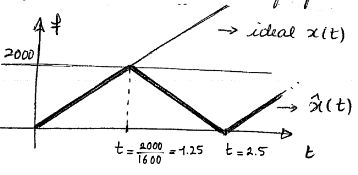 f
→ ideal x(t)
2000
→ x̂(t)
t = 2000/1600 = 1.25 t = 2.5 t